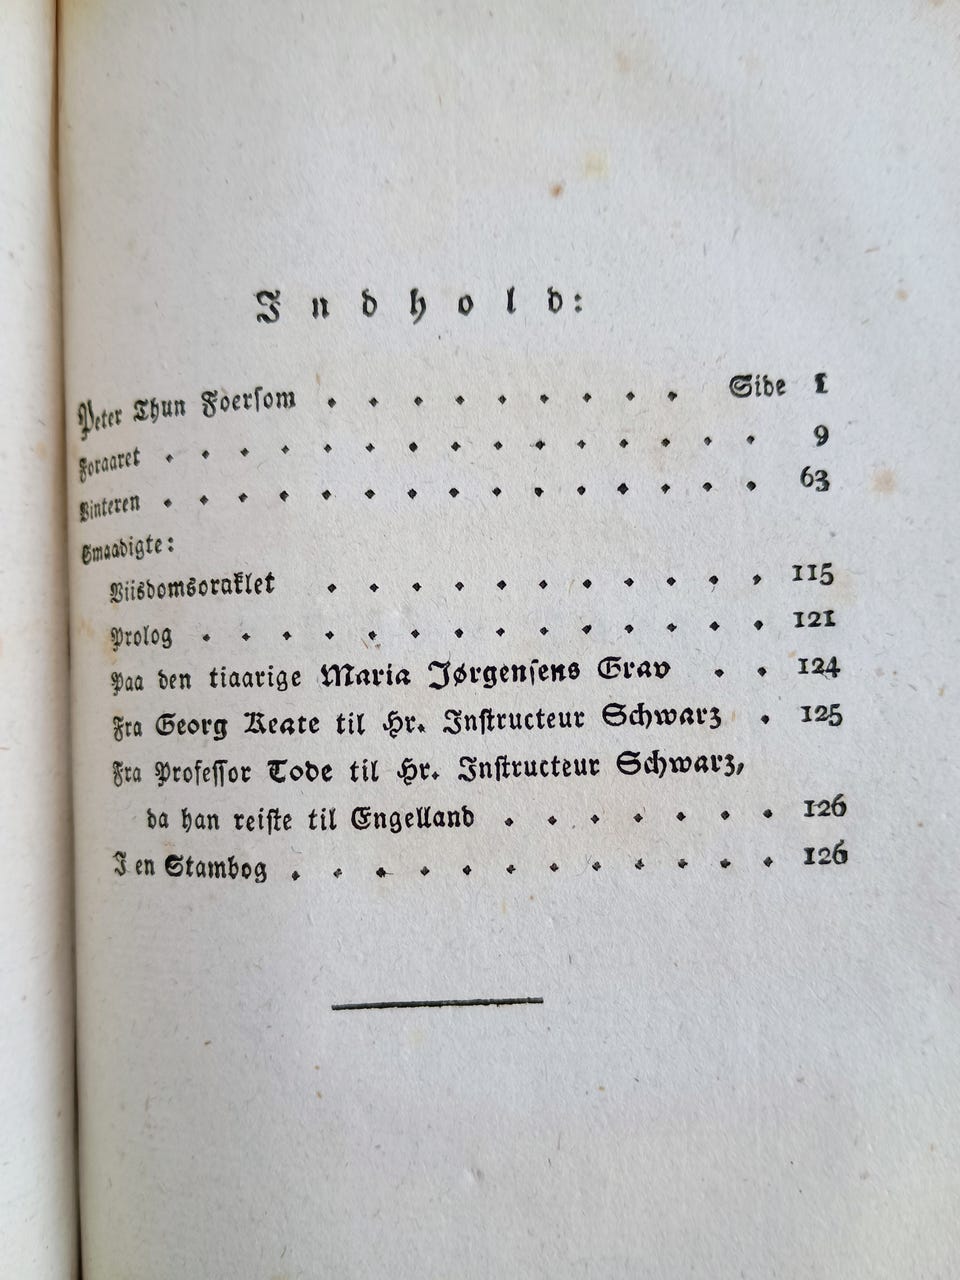 Indhold:
Peter Thun Foersom . . . . . . . . . Side 1
Foraaret . . . . . . . . . . . . . . . 9
Vinteren . . . . . . . . . . . . . . . 63
Smaadigte:
Viisdomsoraklet . . . . . . . . . . . 115
Prolog . . . . . . . . . . . . . . 121
Paa den tiaarige Maria Jørgensens Grav . . 124
Fra Georg Keate til Hr. Instructeur Schwarz . 125
Fra Professor Tode til Hr. Instructeur Schwarz,
da han reiste til Engelland . . . . . . . 126
I en Stambog . . . . . . . . . . . . 126